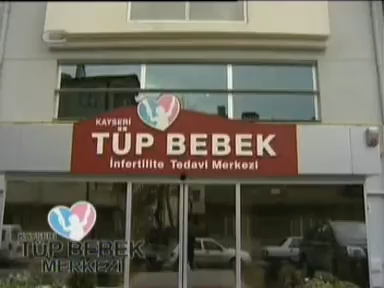 KAYSERİ
TÜP BEBEK
İnfertilite Tedavi Merkezi
KAYSERİ
TÜP BEBEK
MERKEZİ